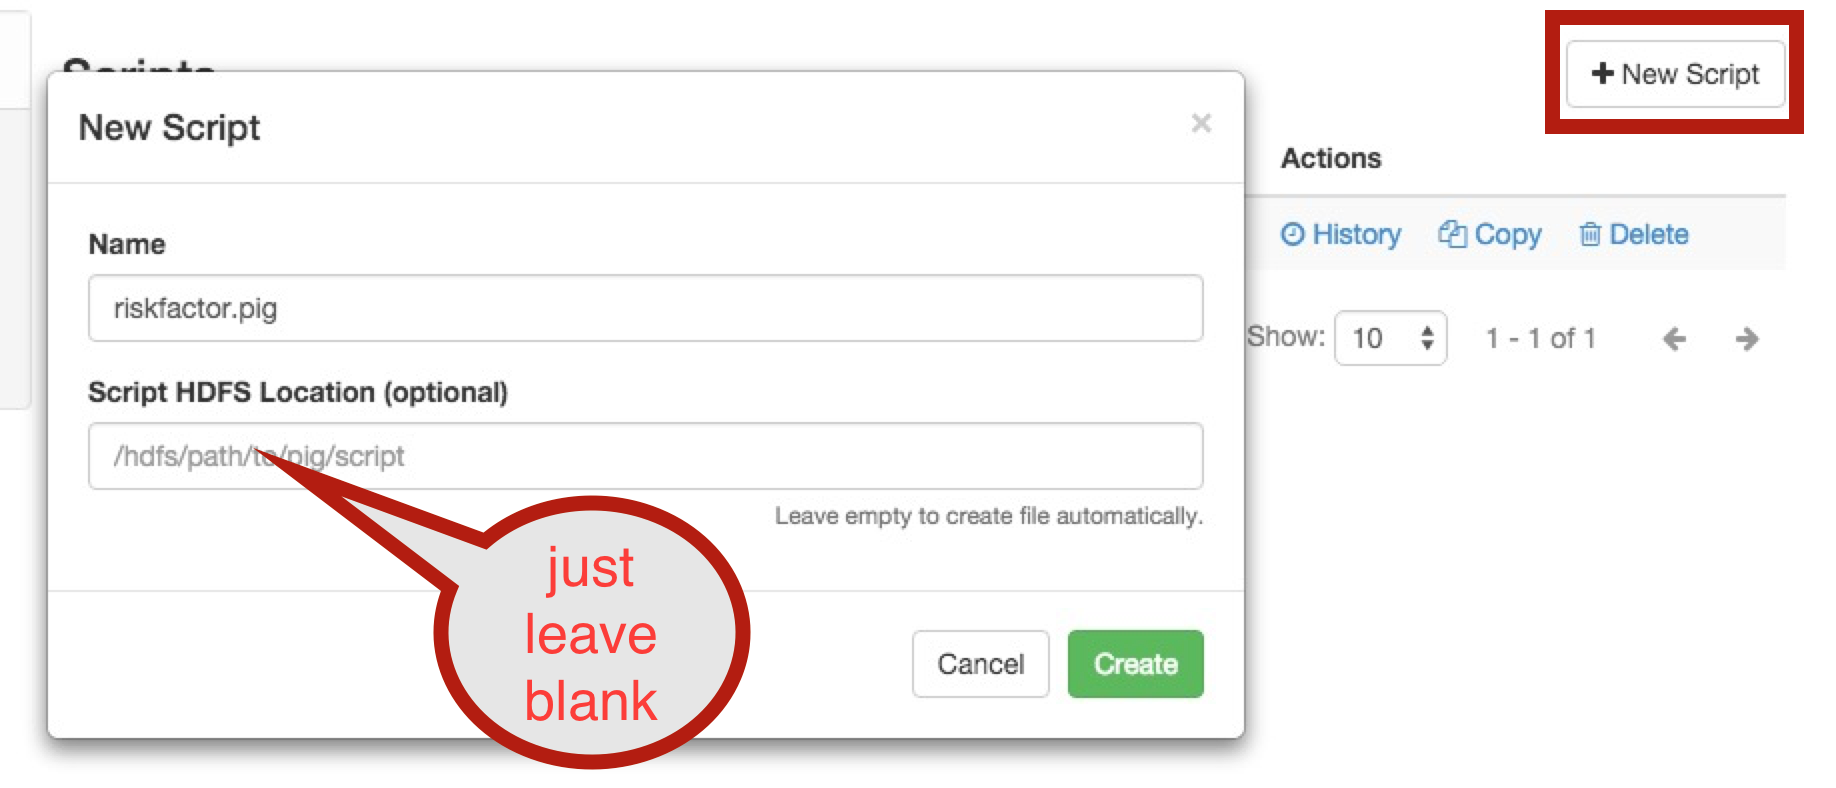 Scripts
+ New Script
New Script
×
Actions
Name
History Copy Delete
riskfactor.pig
Show: 10 1 - 1 of 1
Script HDFS Location (optional)
/hdfs/path/to/pig/script
Leave empty to create file automatically.
just
leave
blank
Cancel Create